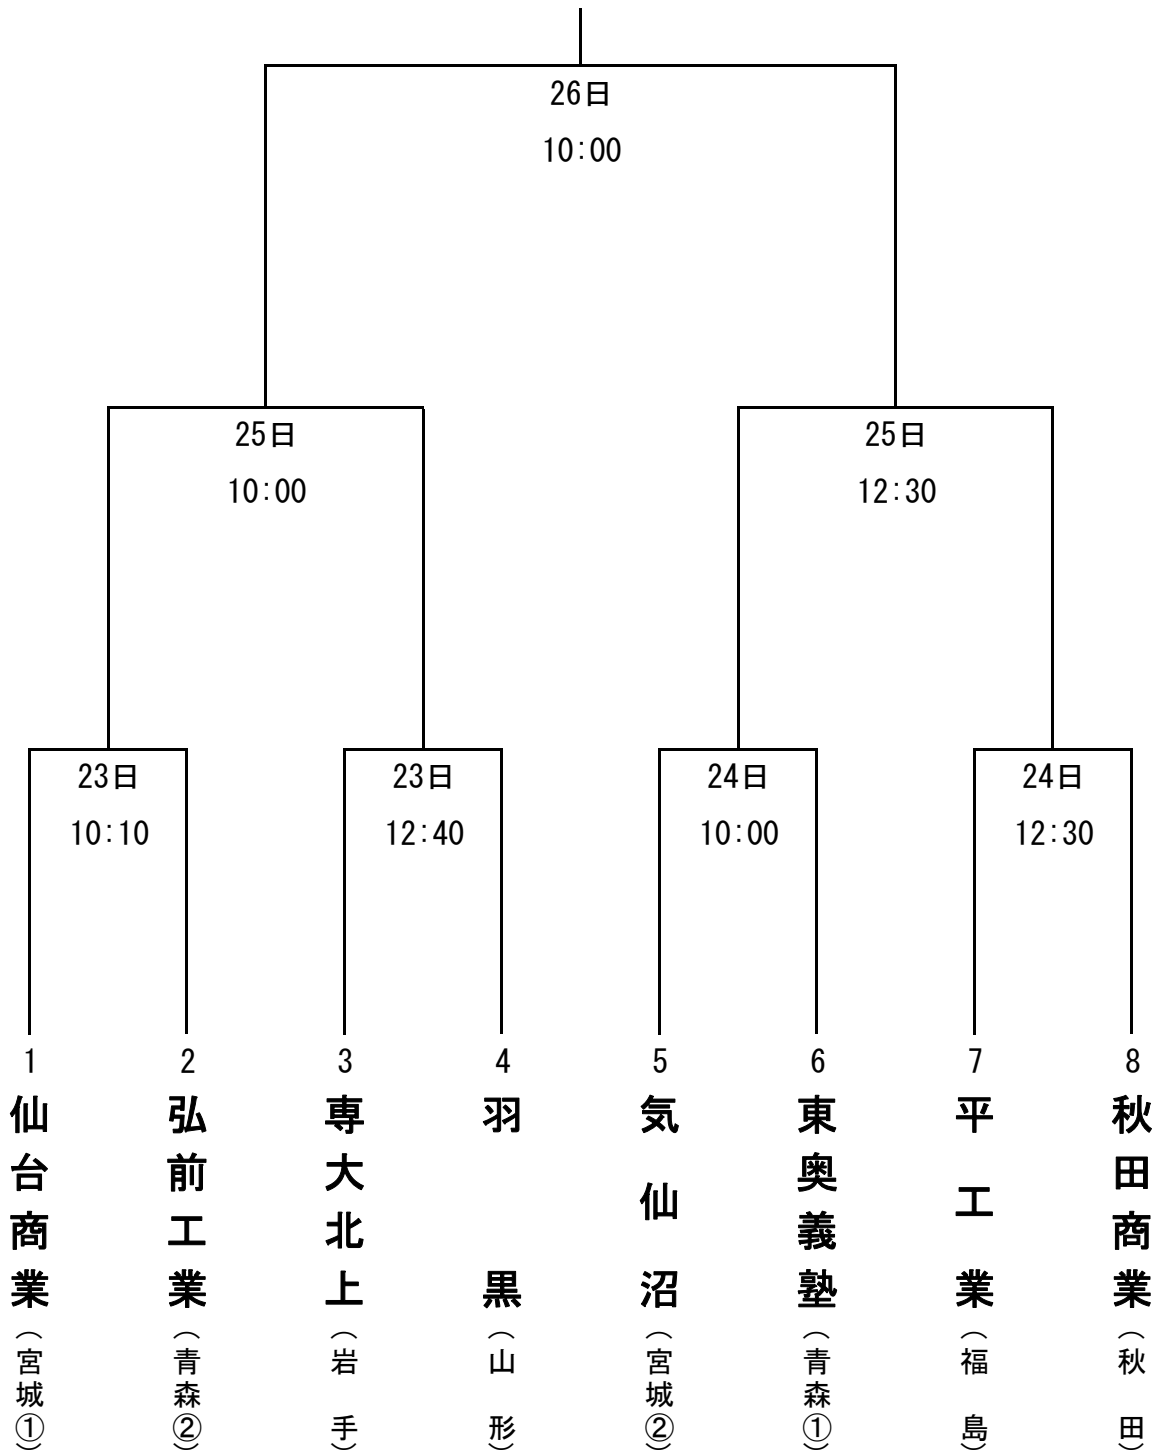 26日
10:00
25日
10:00
25日
12:30
23日
10:10
23日
12:40
24日
10:00
24日
12:30
1
仙台商業
(宮城①)
2
弘前工業
(青森②)
3
専大北上
(岩手)
4
羽黒
(山形)
5
気仙沼
(宮城②)
6
東奥義塾
(青森①)
7
平工業
(福島)
8
秋田商業
(秋田)